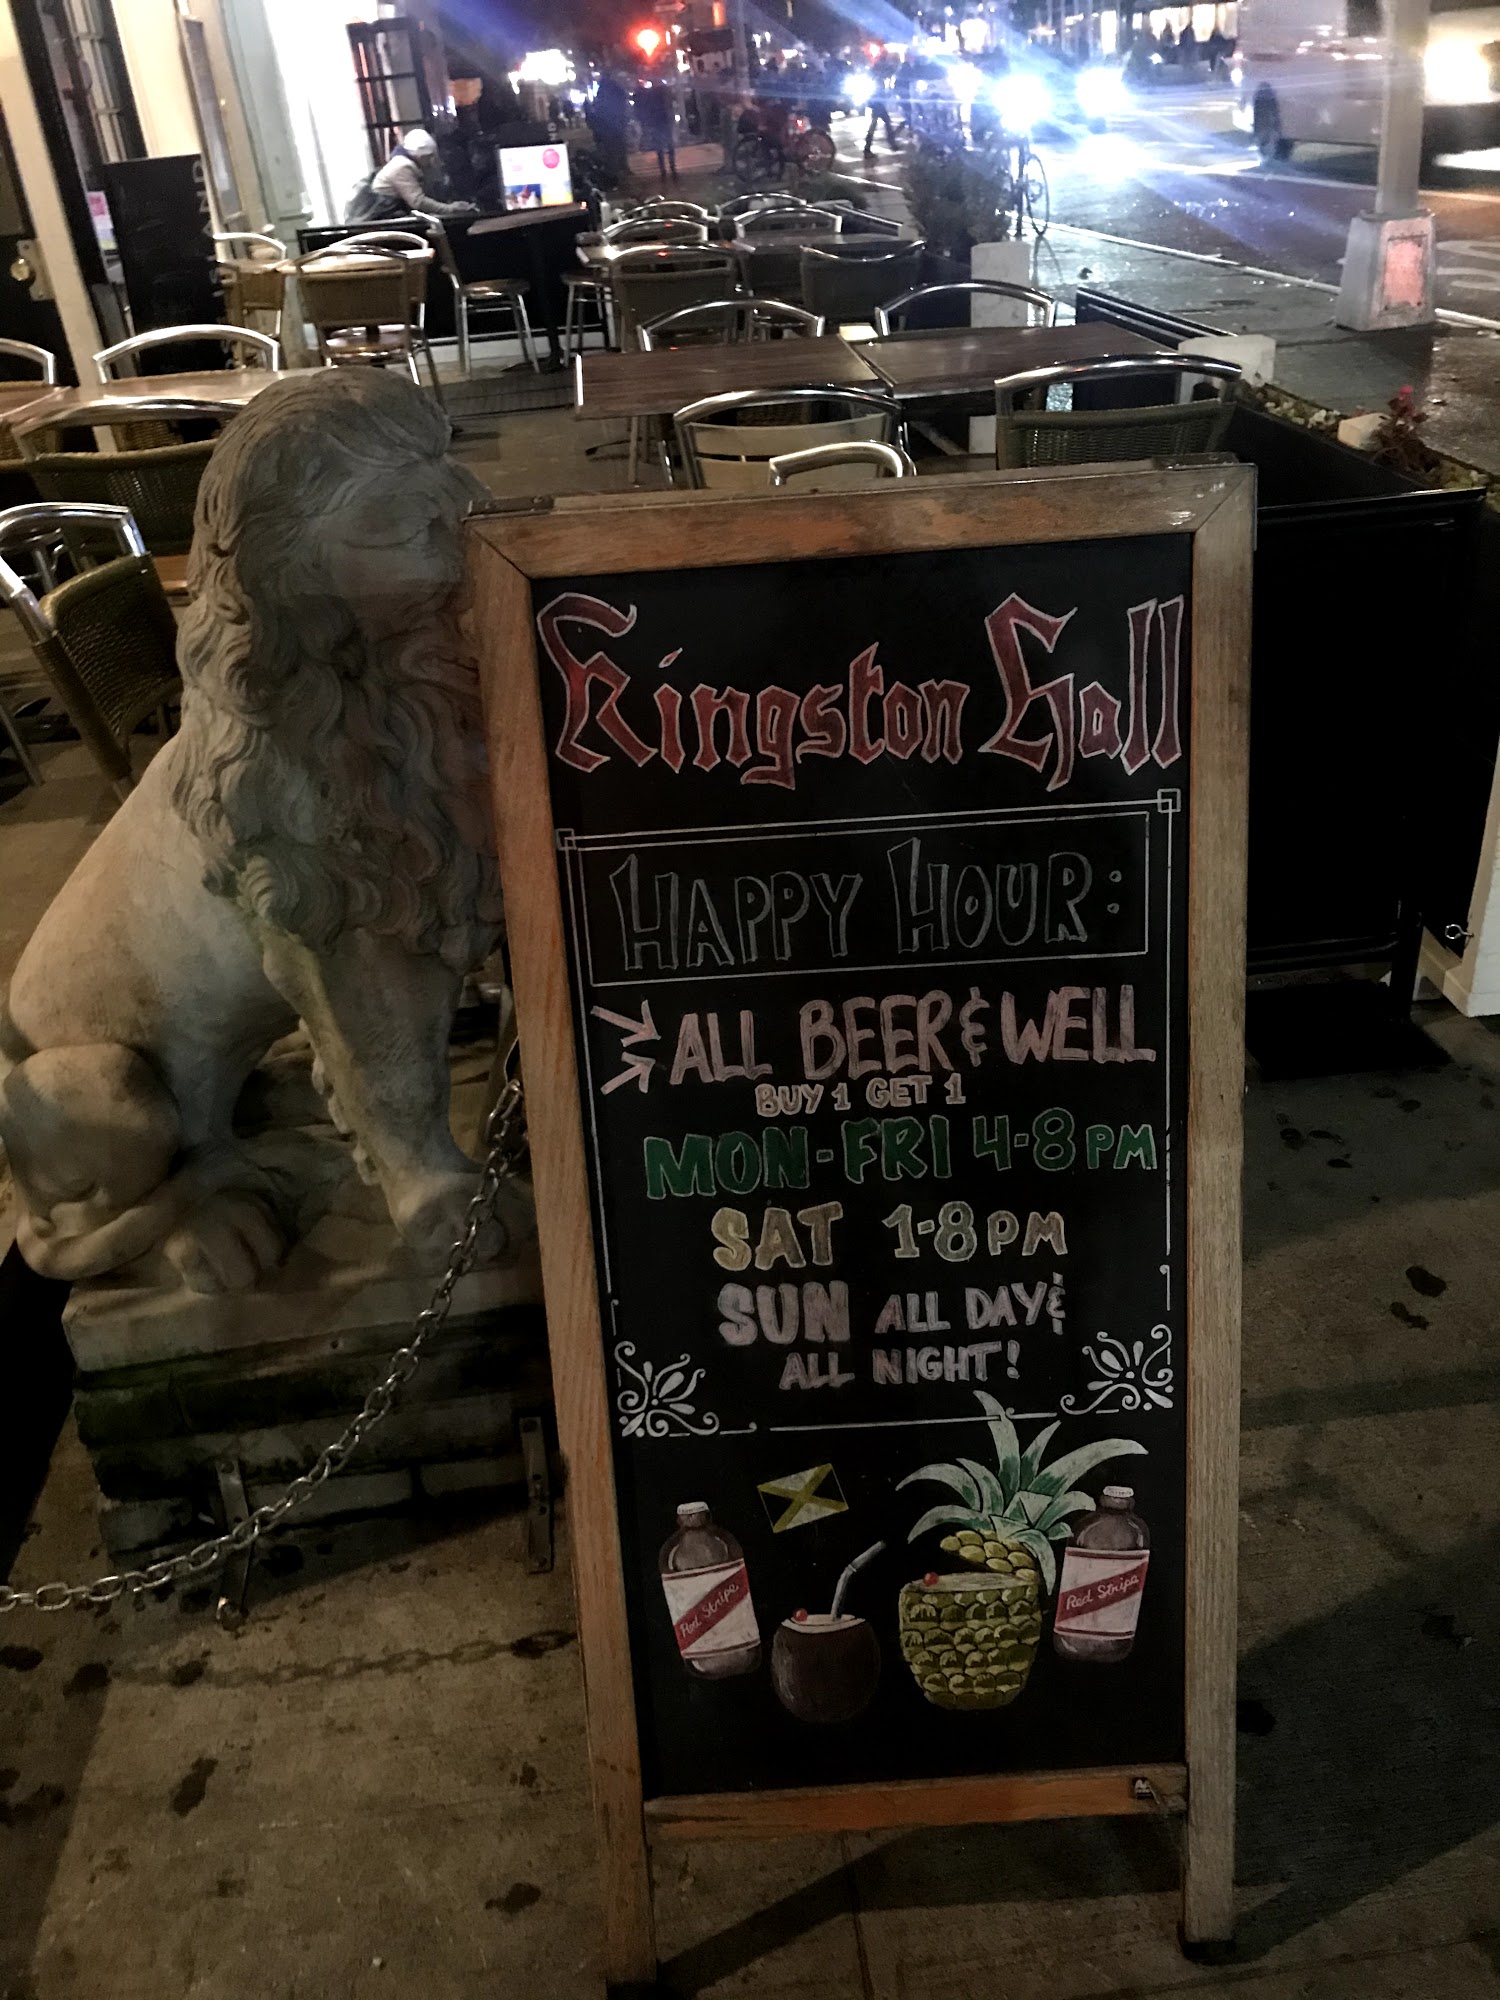 Kingston Hall
HAPPY HOUR:
ALL BEER & WELL
BUY 1 GET 1
MON-FRI 4-8PM
SAT 1-8PM
SUN ALL DAY &
ALL NIGHT!
Red Stripe
Red Stripe